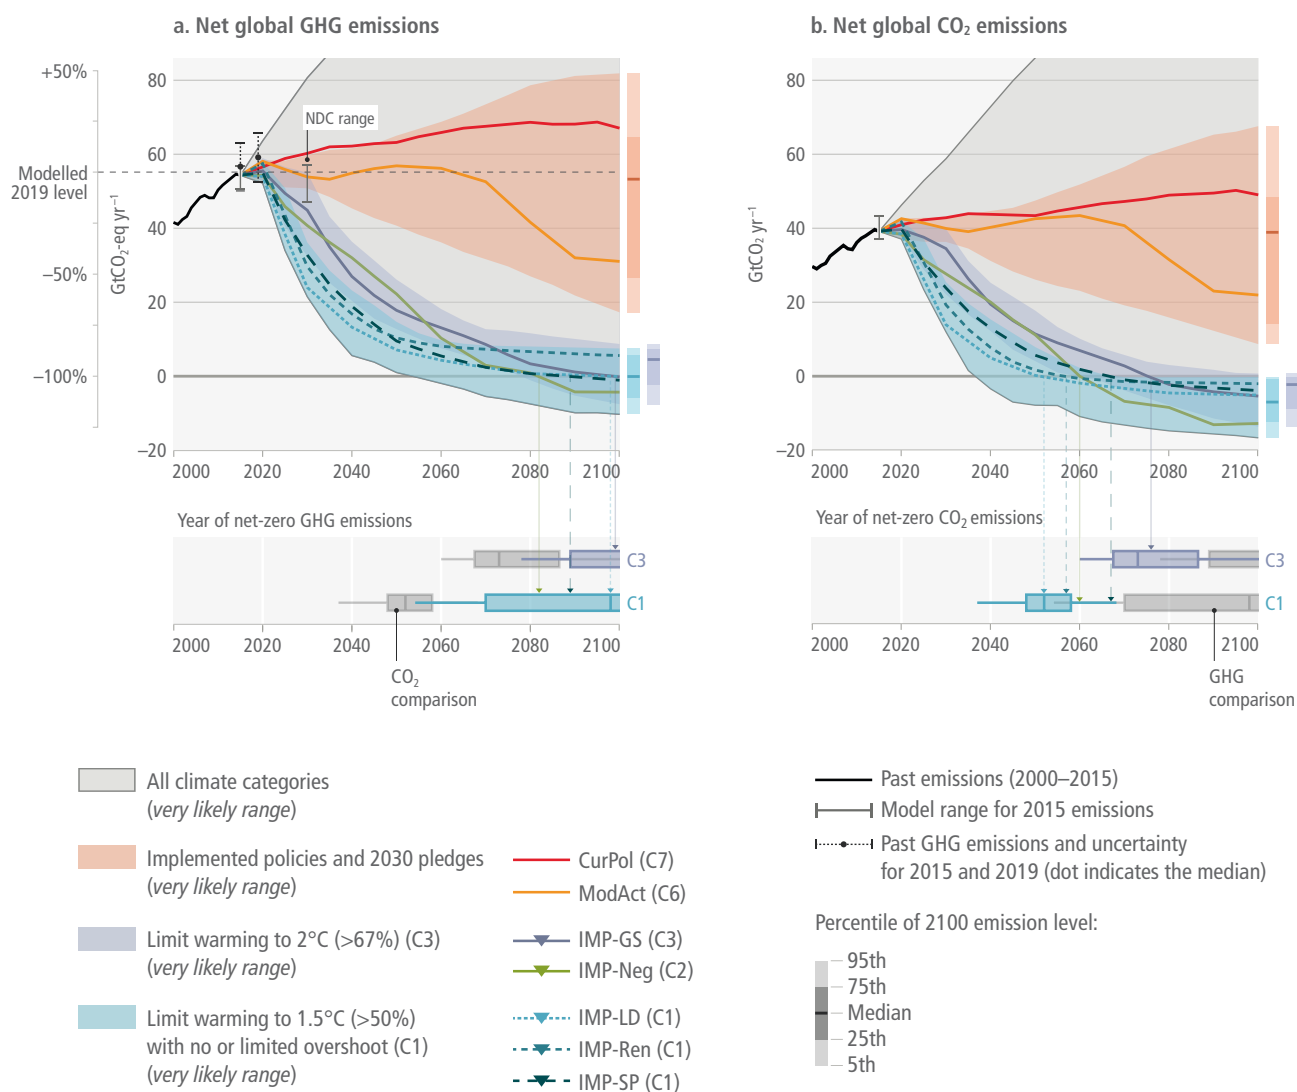 a. Net global GHG emissions
+50%
Modelled
2019 level
−50%
−100%
GtCO2-eq yr−1
80
60
40
20
0
−20
NDC range
2000
2020
2040
2060
2080
2100
Year of net-zero GHG emissions
C3
C1
2000
2020
2040
2060
2080
2100
CO2
comparison
b. Net global CO2 emissions
GtCO2 yr−1
80
60
40
20
0
−20
2000
2020
2040
2060
2080
2100
Year of net-zero CO2 emissions
C3
C1
2000
2020
2040
2060
2080
2100
GHG
comparison
All climate categories
(very likely range)
Implemented policies and 2030 pledges
(very likely range)
Limit warming to 2°C (>67%) (C3)
(very likely range)
Limit warming to 1.5°C (>50%)
with no or limited overshoot (C1)
(very likely range)
CurPol (C7)
ModAct (C6)
IMP-GS (C3)
IMP-Neg (C2)
IMP-LD (C1)
IMP-Ren (C1)
IMP-SP (C1)
Past emissions (2000–2015)
Model range for 2015 emissions
Past GHG emissions and uncertainty
for 2015 and 2019 (dot indicates the median)
Percentile of 2100 emission level:
95th
75th
Median
25th
5th